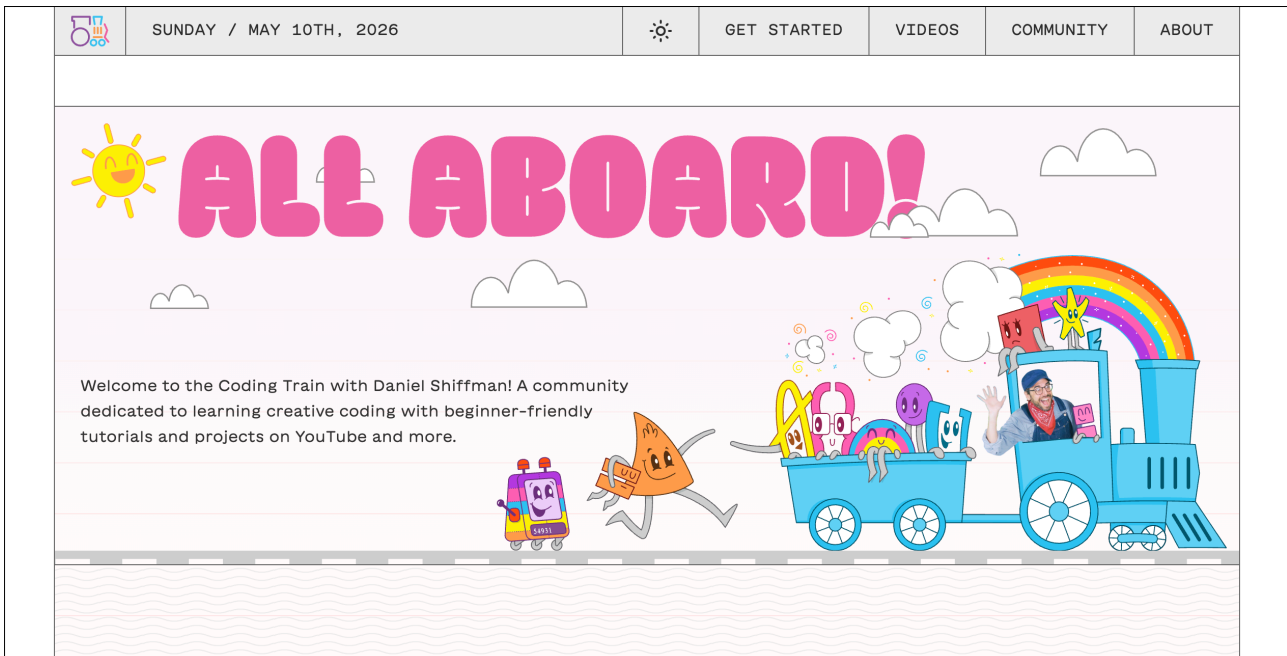 SUNDAY / MAY 10TH, 2026
GET STARTED
VIDEOS
COMMUNITY
ABOUT
ALL ABOARD!
Welcome to the Coding Train with Daniel Shiffman! A community
dedicated to learning creative coding with beginner-friendly
tutorials and projects on YouTube and more.
54931